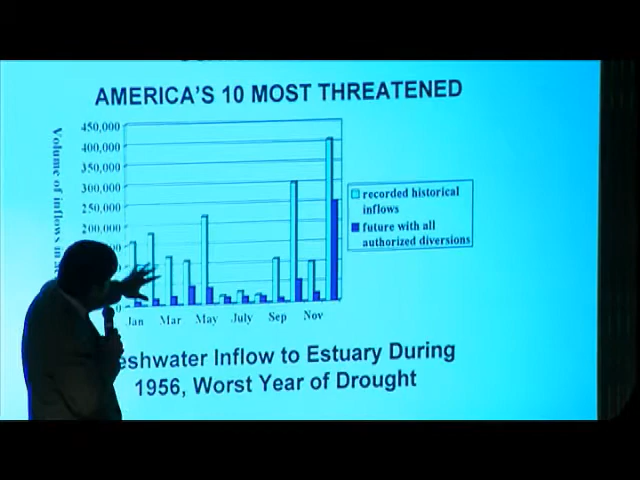 AMERICA'S 10 MOST THREATENED
450,000
400,000
350,000
300,000
250,000
200,000
Volume of inflows in
recorded historical
inflows
future with all
authorized diversions
Jan Mar May July Sep Nov
Inflow to Estuary During
1956, Worst Year of Drought